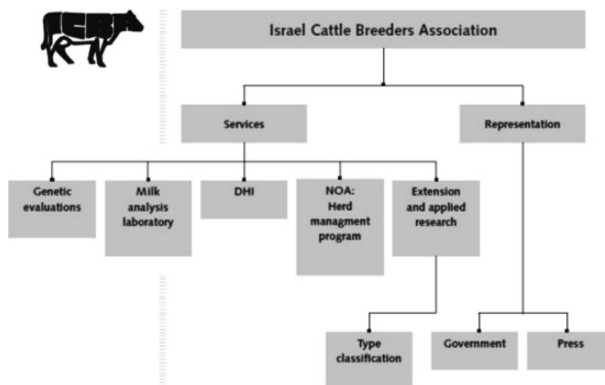 Israel Cattle Breeders Association
Services
Representation
Genetic
evaluations
Milk
analysis
laboratory
DHI
NOA:
Herd
managment
program
Extension
and applied
research
Type
classification
Government
Press